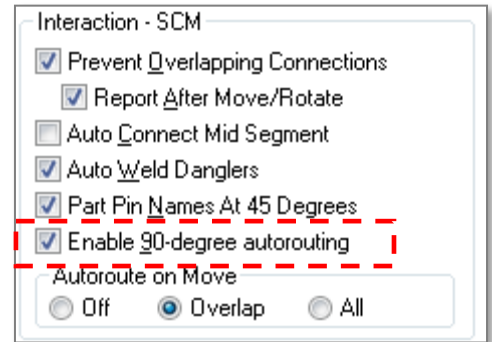 Interaction - SCM
Prevent Overlapping Connections
Report After Move/Rotate
Auto Connect Mid Segment
Auto Weld Danglers
Part Pin Names At 45 Degrees
Enable 90-degree autorouting
Autoroute on Move
Off Overlap All